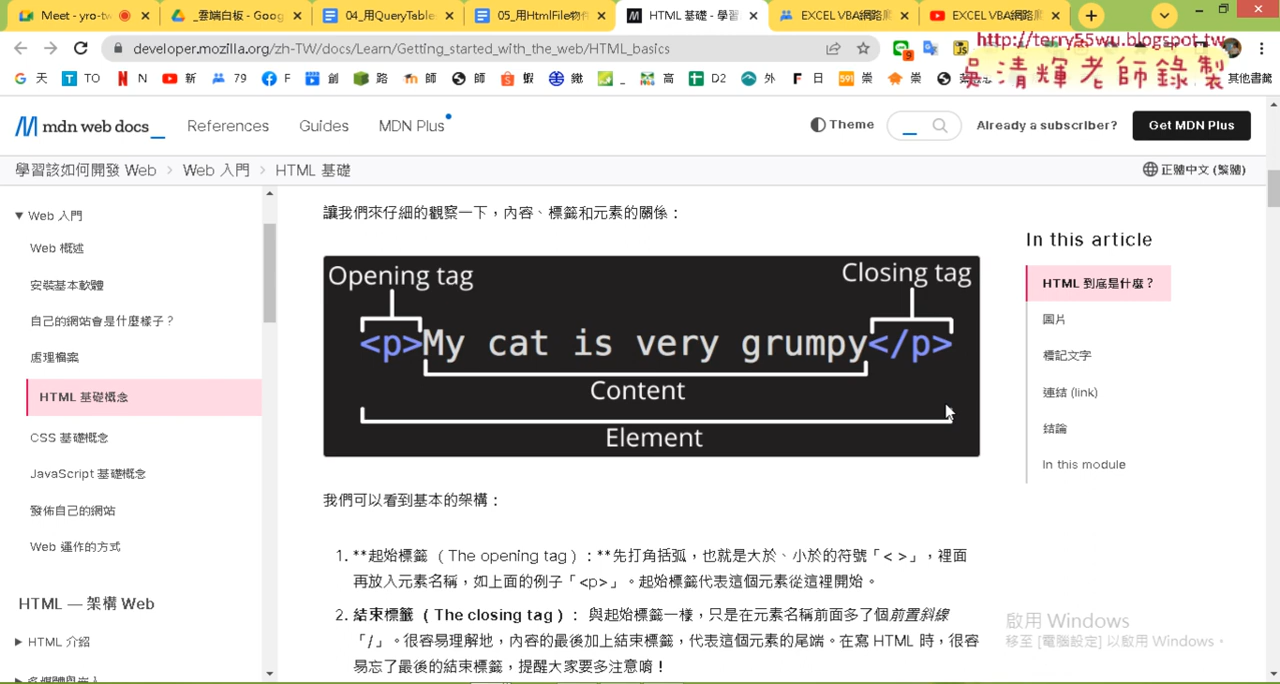 Meet - yro-tw
_雲端白板 - Goog
04_用QueryTable
05_用HtmlFile物件
HTML 基礎 - 學習
EXCEL VBA網路爬
EXCEL VBA網路爬
developer.mozilla.org/zh-TW/docs/Learn/Getting_started_with_the_web/HTML_basics
http://terry55wu.blogspot.tw
吳清輝老師錄製
天 TO N 新 79 F 創 路 師 師 蝦 鐵 _ 高 D2 外 日 崇 崇 其他書籤
mdn web docs_
References
Guides
MDN Plus
Theme
Already a subscriber?
Get MDN Plus
學習該如何開發 Web > Web 入門 > HTML 基礎
正體中文 (繁體)
▼ Web 入門
Web 概述
安裝基本軟體
自己的網站會是什麼樣子？
處理檔案
HTML 基礎概念
CSS 基礎概念
JavaScript 基礎概念
發佈自己的網站
Web 運作的方式
HTML — 架構 Web
▶ HTML 介紹
讓我們來仔細的觀察一下，內容、標籤和元素的關係：
Opening tag
Closing tag
<p>My cat is very grumpy</p>
Content
Element
我們可以看到基本的架構：
1. **起始標籤 （The opening tag）：**先打角括弧，也就是大於、小於的符號「< >」，裡面
再放入元素名稱，如上面的例子「<p>」。起始標籤代表這個元素從這裡開始。
2. 結束標籤 （The closing tag）： 與起始標籤一樣，只是在元素名稱前面多了個前置斜線
「/」。很容易理解地，內容的最後加上結束標籤，代表這個元素的尾端。在寫 HTML 時，很容
易忘了最後的結束標籤，提醒大家要多注意唷！
In this article
HTML 到底是什麼？
圖片
標記文字
連結 (link)
結論
In this module
啟用 Windows
移至 [電腦設定] 以啟用 Windows。